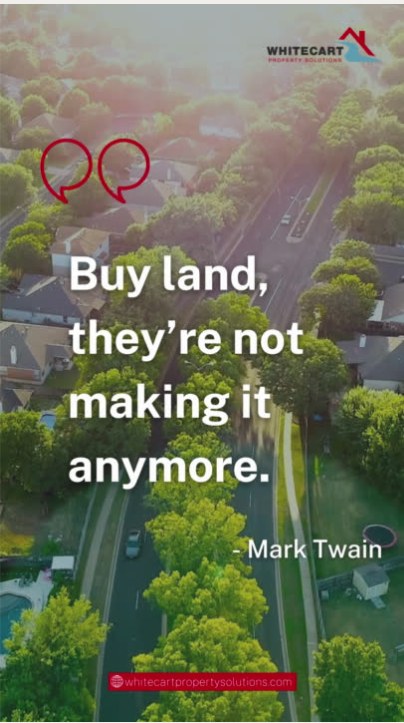 WHITECART
PROPERTY SOLUTIONS
Buy land,
they’re not
making it
anymore.
- Mark Twain
whitecartpropertysolutions.com